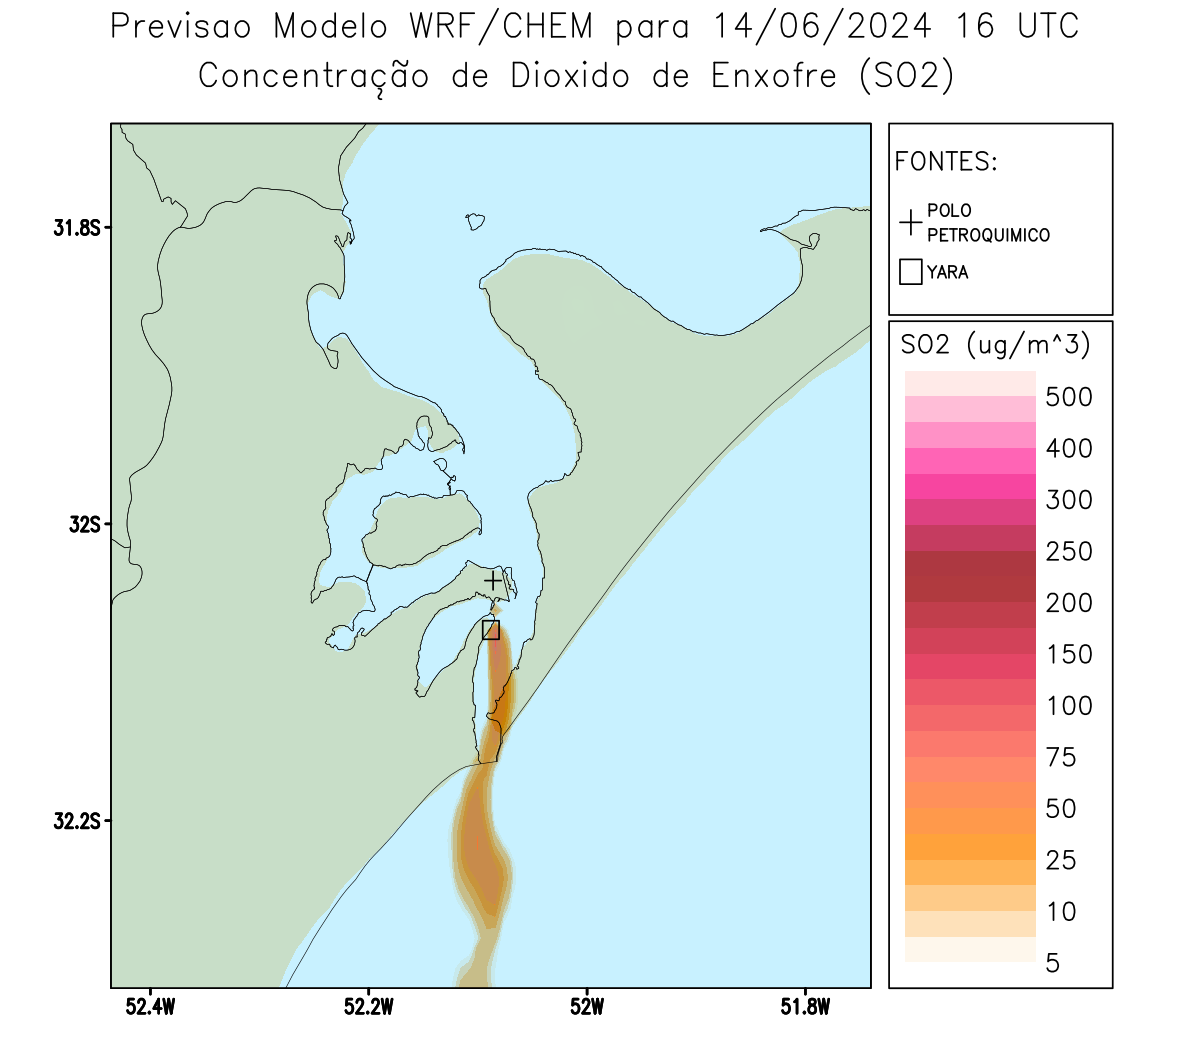 Previsao Modelo WRF/CHEM para 14/06/2024 16 UTC
Concentração de Dioxido de Enxofre (SO2)
FONTES:
POLO
PETROQUIMICO
YARA
31.8S
32S
32.2S
52.4W
52.2W
52W
51.8W
SO2 (ug/m^3)
500
400
300
250
200
150
100
75
50
25
10
5